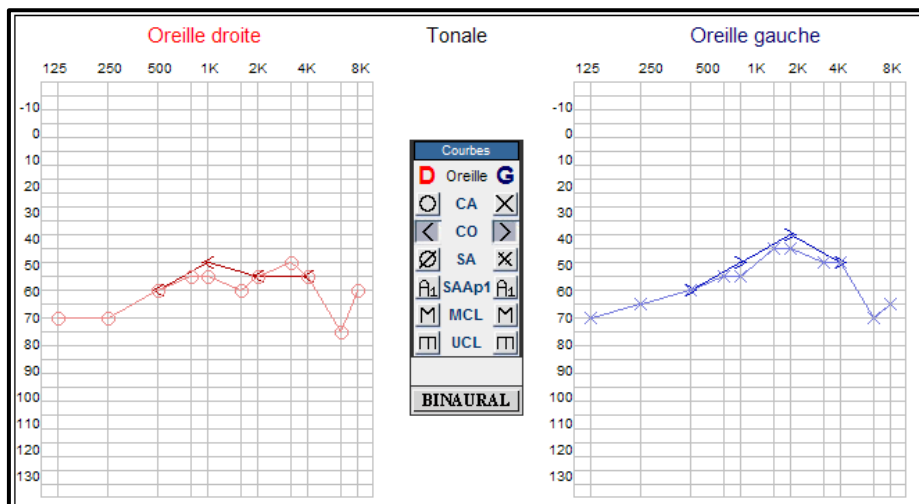 Oreille droite
Tonale
Oreille gauche
125 250 500 1K 2K 4K 8K
125 250 500 1K 2K 4K 8K
-10
0
10
20
30
40
50
60
70
80
90
100
110
120
130
Courbes
D Oreille G
CA
CO
SA
A1 SAAp1 A1
M MCL M
UCL
BINAURAL
-10
0
10
20
30
40
50
60
70
80
90
100
110
120
130